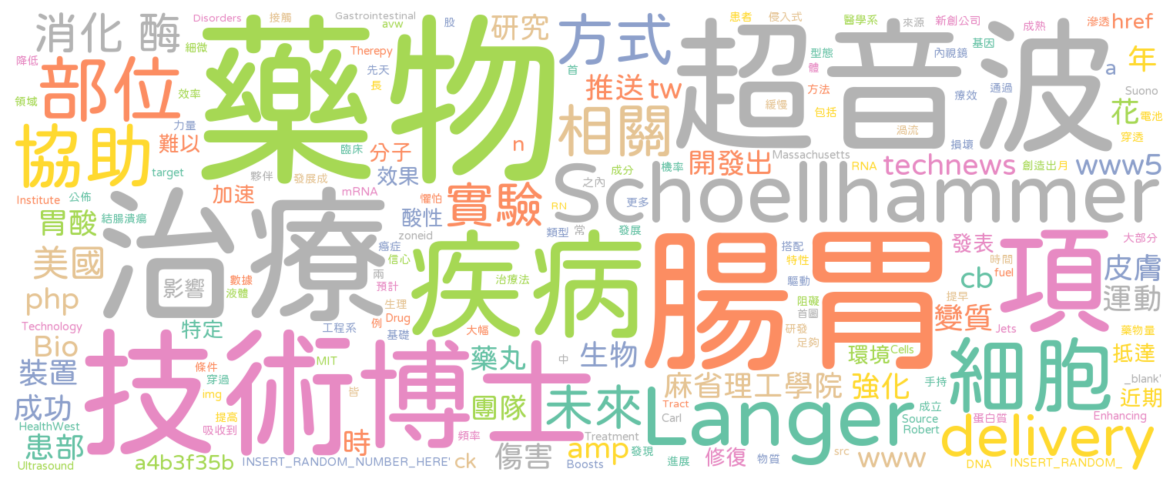 消化 酶
Disorders
細微
降低
藥物
接觸
Gastrointestinal
avw
股
Therepy
先天
長
研究
首
方式
患者
侵入式
醫學系
來源
新創公司
成熟
滲透
href
超音波
型態
體
方法
內視鏡
基因
a
年
緩慢
包括
療效
通過
Suono
花
電池
穿透
渦流
損壞
部位
領域
效率
推送 tw
協助
力量
難以
臨床
分子
n
相關
target
夥伴
發展成
效果
開發出
Massachusetts
RNA
創造出
月
www5
technews
機率
Institute
公佈
加速
mRNA
懼怕
實驗
成分
之內
RN
更多
Schoellhammer
胃酸
結腸潰瘍
酸性
zoneid
類型
常
發展
治療
癌症
信心
疾病
腸胃
搭配
特性
驅動
發表
時間
fuel
項
大部分
美國
影響
數據
液體
兩
預計
治療法
cb
皮膚
運動
php
生理
阻礙
首圖
提早
Technology
特定
工程系
例
Drug
基礎
大幅
研發
足夠
變質
Jets
藥物量
Bio
技術博士
MIT
中
藥丸
生物
環境
Cells
抵達
裝置
條件
穿過
img
皆
麻省理工學院
強化
手持
細胞
_blank'
近期
成功
提高
吸收到
團隊
未來
Tract
Carl
Langer
成立
Source
Robert
蛋白質
Enhancing
HealthWest
時
頻率
Treatment
delivery
患部
發現
amp
進展
修復
物質
src
www
Ultrasound
a4b3f35b
INSERT_RANDOM_NUMBER_HERE'
ck
傷害
Boosts
DNA
INSERT_RANDOM_